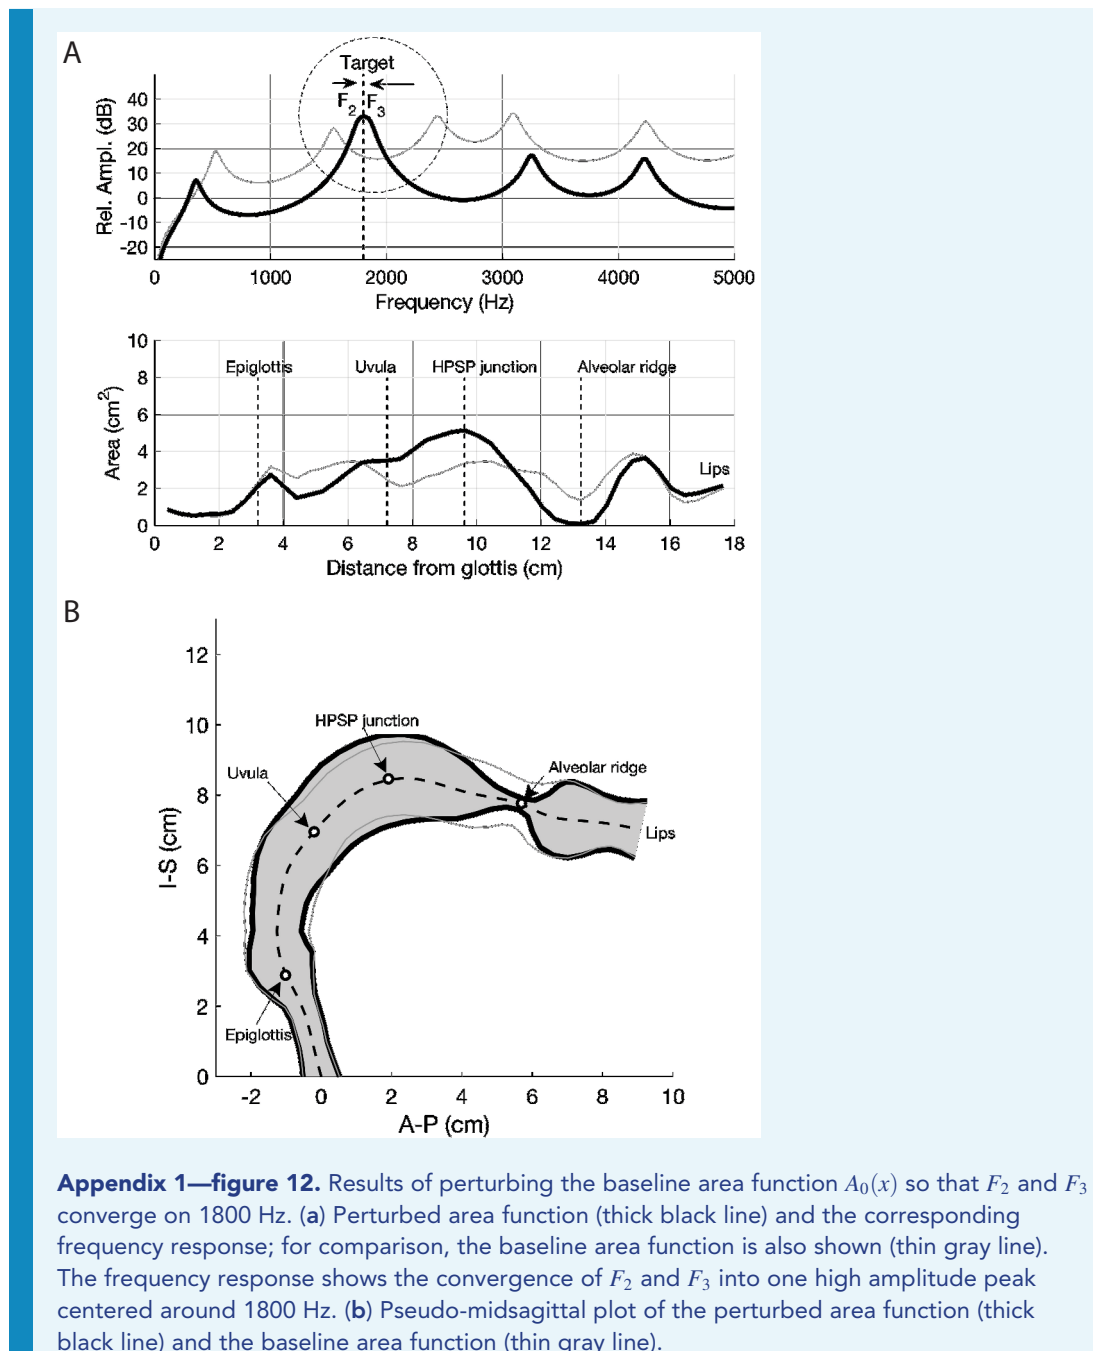 A
Target
F2 F3
Rel. Ampl. (dB)
40
30
20
10
0
-10
-20
0 1000 2000 3000 4000 5000
Frequency (Hz)
Area (cm2)
10
8
6
4
2
0
Epiglottis Uvula HPSP junction Alveolar ridge
Lips
0 2 4 6 8 10 12 14 16 18
Distance from glottis (cm)
B
I-S (cm)
12
10
8
6
4
2
0
HPSP junction
Uvula
Alveolar ridge
Lips
Epiglottis
-2 0 2 4 6 8 10
A-P (cm)
Appendix 1—figure 12. Results of perturbing the baseline area function A0(x) so that F2 and F3
converge on 1800 Hz. (a) Perturbed area function (thick black line) and the corresponding
frequency response; for comparison, the baseline area function is also shown (thin gray line).
The frequency response shows the convergence of F2 and F3 into one high amplitude peak
centered around 1800 Hz. (b) Pseudo-midsagittal plot of the perturbed area function (thick
black line) and the baseline area function (thin gray line).